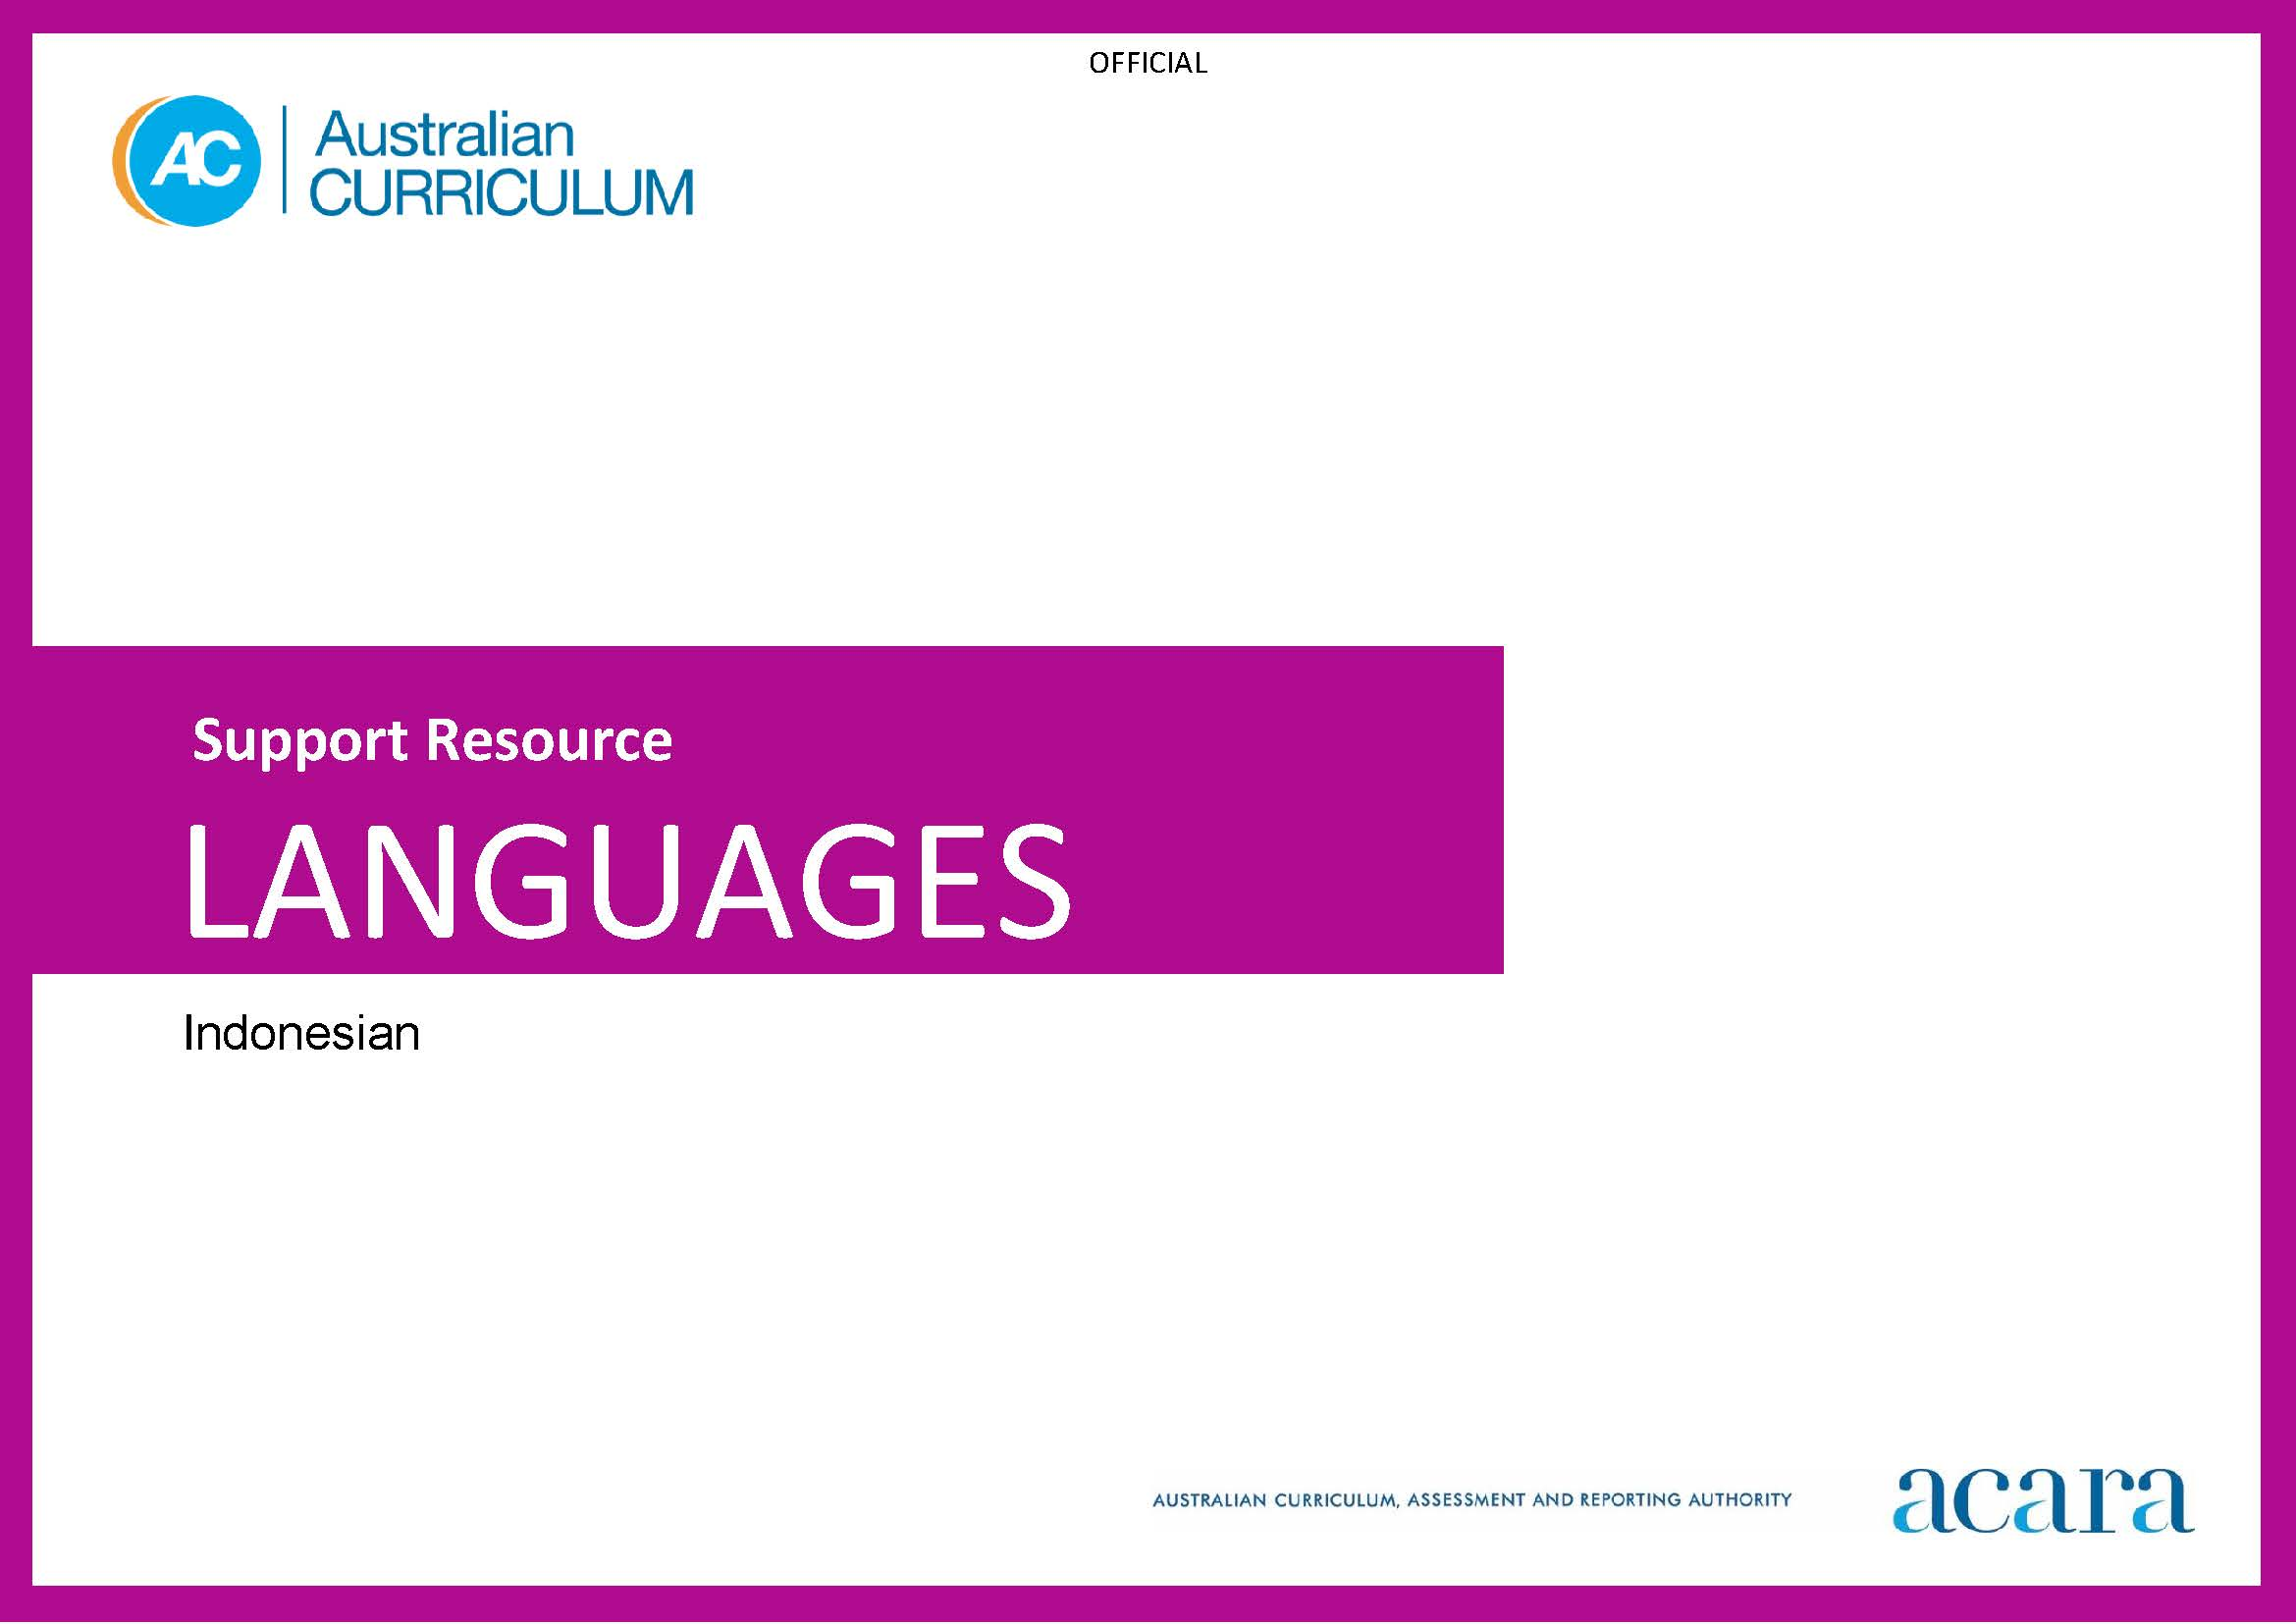 OFFICIAL
AC
Australian
CURRICULUM
Support Resource
LANGUAGES
Indonesian
AUSTRALIAN CURRICULUM, ASSESSMENT AND REPORTING AUTHORITY
acara